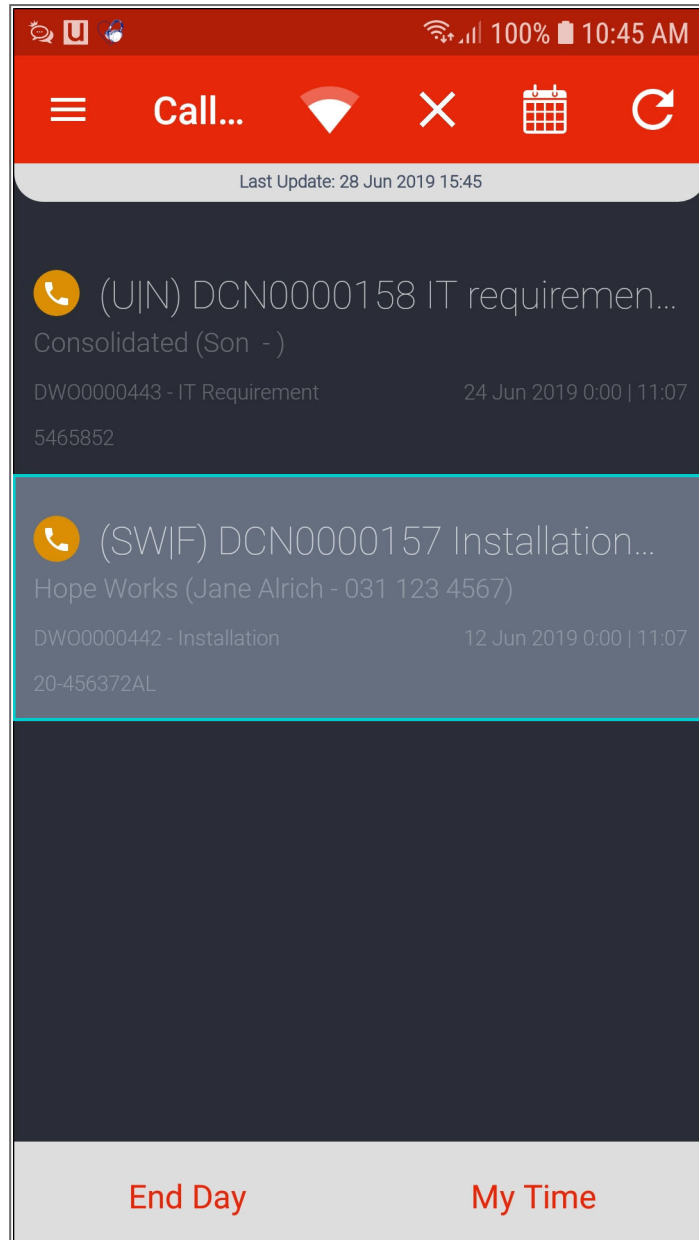 100% 10:45 AM
Call...
Last Update: 28 Jun 2019 15:45
(U|N) DCN0000158 IT requiremen...
Consolidated (Son - )
DWO0000443 - IT Requirement 24 Jun 2019 0:00 | 11:07
5465852
(SW|F) DCN0000157 Installation...
Hope Works (Jane Alrich - 031 123 4567)
DWO0000442 - Installation 12 Jun 2019 0:00 | 11:07
20-456372AL
End Day My Time